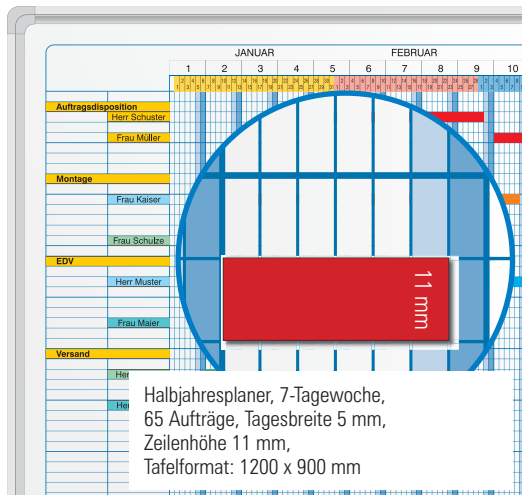 JANUAR FEBRUAR
1 2 3 4 5 6 7 8 9 10
Auftragsdisposition
Herr Schuster
Frau Müller
Montage
Frau Kaiser
Frau Schulze
EDV
Herr Muster
Frau Maier
Versand
11 mm
Halbjahresplaner, 7-Tagewoche,
65 Aufträge, Tagesbreite 5 mm,
Zeilenhöhe 11 mm,
Tafelformat: 1200 x 900 mm